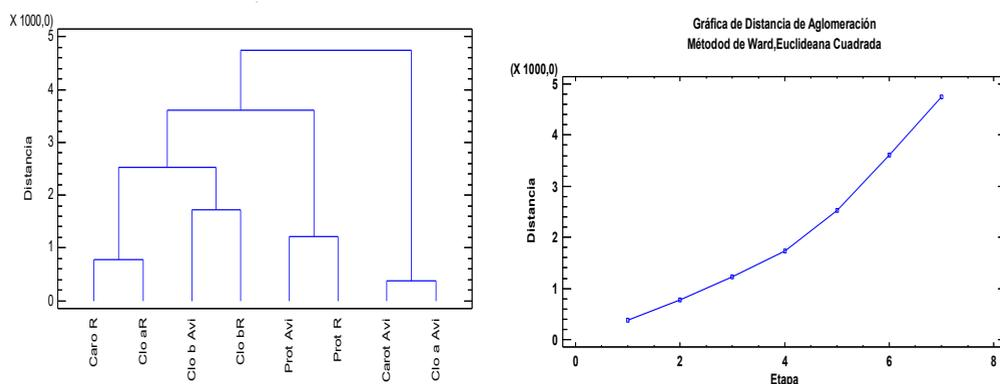 X 1000,0)
5
4
3
2
1
0
Distancia
Caro R
Clo aR
Clo b Avi
Clo bR
Prot Avi
Prot R
Carot Avi
Clo a Avi
Gráfica de Distancia de Aglomeración
Métodod de Ward,Euclideana Cuadrada
(X 1000,0)
5
4
3
2
1
0
Distancia
0 2 4 6 8
Etapa